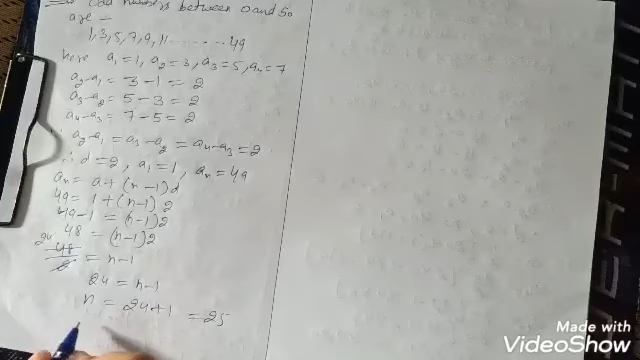 Odd numbers between 0 and 50
are -
1,3,5,7,9,11........49
here a₁=1, a₂=3, a₃=5, a₄=7
a₂-a₁ = 3-1 = 2
a₃-a₂ = 5-3 = 2
a₄-a₃ = 7-5 = 2
a₂-a₁ = a₃-a₂ = a₄-a₃ = 2
∴ d=2, a₁=1, aₙ=49
aₙ = a+(n-1)d
49 = 1+(n-1)2
49-1 = (n-1)2
48 = (n-1)2
24
48/2 = n-1
24 = n-1
n = 24+1 = 25
Made with
VideoShow